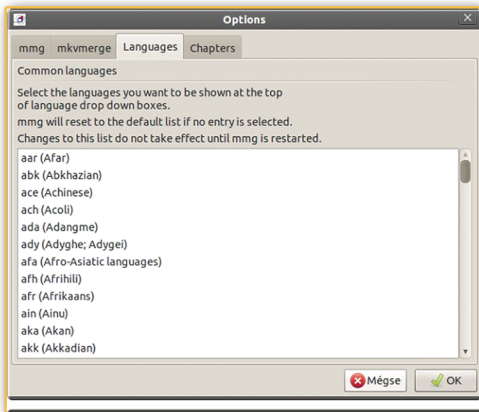 Options
mmg mkvmerge Languages Chapters
Common languages
Select the languages you want to be shown at the top
of language drop down boxes.
mmg will reset to the default list if no entry is selected.
Changes to this list do not take effect until mmg is restarted.
aar (Afar)
abk (Abkhazian)
ace (Achinese)
ach (Acoli)
ada (Adangme)
ady (Adyghe; Adygei)
afa (Afro-Asiatic languages)
afh (Afrihili)
afr (Afrikaans)
ain (Ainu)
aka (Akan)
akk (Akkadian)
Mégse OK